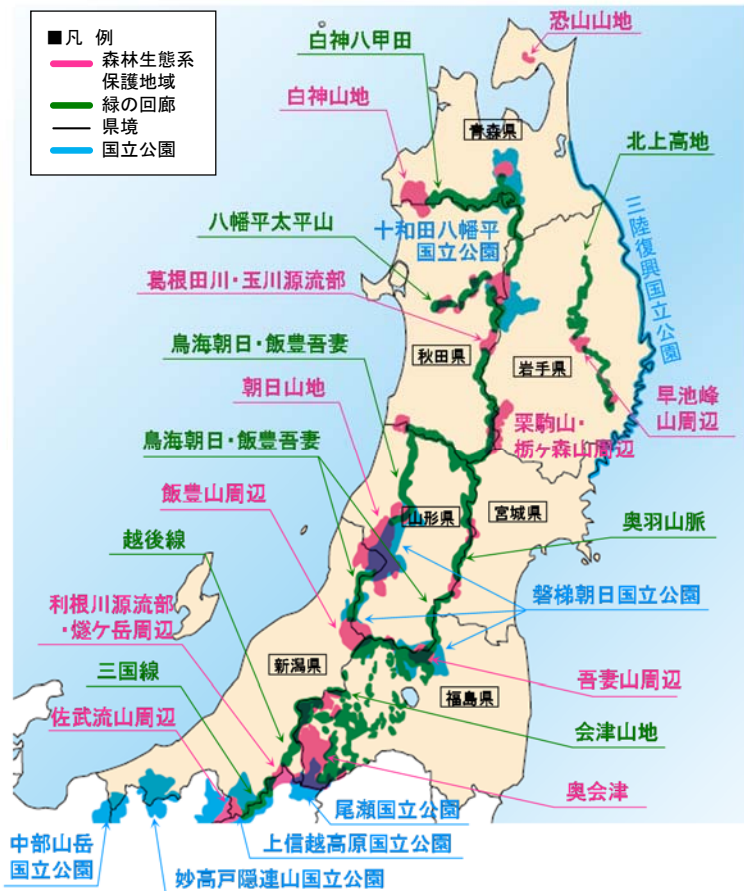 ■凡 例
森林生態系
保護地域
緑の回廊
県境
国立公園
恐山山地
白神八甲田
白神山地
青森県
北上高地
八幡平太平山
十和田八幡平
国立公園
三陸復興国立公園
葛根田川・玉川源流部
鳥海朝日・飯豊吾妻
秋田県
岩手県
朝日山地
早池峰
山周辺
栗駒山・
栃ヶ森山周辺
鳥海朝日・飯豊吾妻
飯豊山周辺
山形県
宮城県
奥羽山脈
越後線
磐梯朝日国立公園
利根川源流部
・燧ケ岳周辺
新潟県
三国線
福島県
吾妻山周辺
佐武流山周辺
会津山地
奥会津
尾瀬国立公園
中部山岳
国立公園
上信越高原国立公園
妙高戸隠連山国立公園